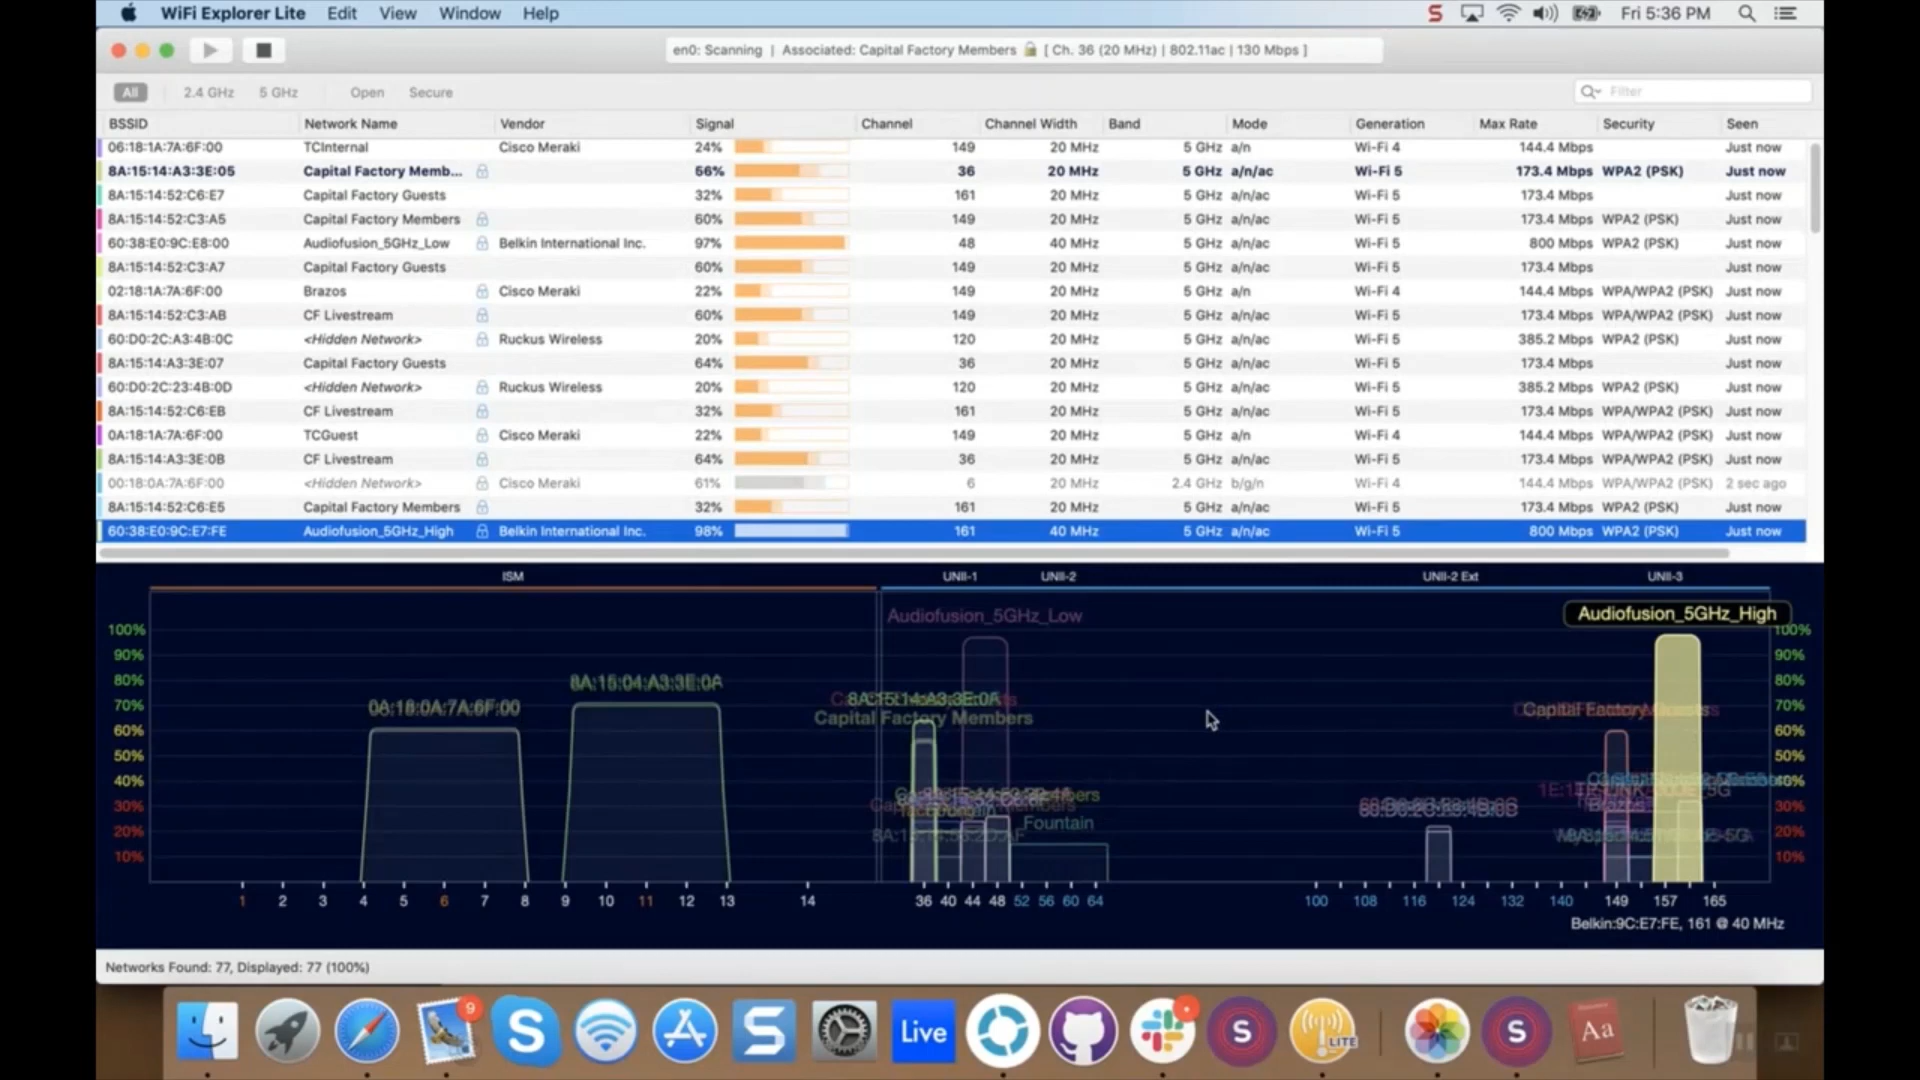 WiFi Explorer Lite Edit View Window Help Fri 5:36 PM
en0: Scanning | Associated: Capital Factory Members [ Ch. 36 (20 MHz) | 802.11ac | 130 Mbps ]
All 2.4 GHz 5 GHz Open Secure Filter
BSSID Network Name Vendor Signal Channel Channel Width Band Mode Generation Max Rate Security Seen
06:18:1A:7A:6F:00 TCInternal Cisco Meraki 24% 149 20 MHz 5 GHz a/n Wi-Fi 4 144.4 Mbps Just now
8A:15:14:A3:3E:05 Capital Factory Memb... 56% 36 20 MHz 5 GHz a/n/ac Wi-Fi 5 173.4 Mbps WPA2 (PSK) Just now
8A:15:14:52:C6:E7 Capital Factory Guests 32% 161 20 MHz 5 GHz a/n/ac Wi-Fi 5 173.4 Mbps Just now
8A:15:14:52:C3:A5 Capital Factory Members 60% 149 20 MHz 5 GHz a/n/ac Wi-Fi 5 173.4 Mbps WPA2 (PSK) Just now
60:38:E0:9C:E8:00 Audiofusion_5GHz_Low Belkin International Inc. 97% 48 40 MHz 5 GHz a/n/ac Wi-Fi 5 800 Mbps WPA2 (PSK) Just now
8A:15:14:52:C3:A7 Capital Factory Guests 60% 149 20 MHz 5 GHz a/n/ac Wi-Fi 5 173.4 Mbps Just now
02:18:1A:7A:6F:00 Brazos Cisco Meraki 22% 149 20 MHz 5 GHz a/n Wi-Fi 4 144.4 Mbps WPA/WPA2 (PSK) Just now
8A:15:14:52:C3:AB CF Livestream 60% 149 20 MHz 5 GHz a/n/ac Wi-Fi 5 173.4 Mbps WPA/WPA2 (PSK) Just now
60:D0:2C:A3:4B:0C <Hidden Network> Ruckus Wireless 20% 120 20 MHz 5 GHz a/n/ac Wi-Fi 5 385.2 Mbps WPA2 (PSK) Just now
8A:15:14:A3:3E:07 Capital Factory Guests 64% 36 20 MHz 5 GHz a/n/ac Wi-Fi 5 173.4 Mbps Just now
60:D0:2C:23:4B:0D <Hidden Network> Ruckus Wireless 20% 120 20 MHz 5 GHz a/n/ac Wi-Fi 5 385.2 Mbps WPA2 (PSK) Just now
8A:15:14:52:C6:EB CF Livestream 32% 161 20 MHz 5 GHz a/n/ac Wi-Fi 5 173.4 Mbps WPA/WPA2 (PSK) Just now
0A:18:1A:7A:6F:00 TCGuest Cisco Meraki 22% 149 20 MHz 5 GHz a/n Wi-Fi 4 144.4 Mbps WPA/WPA2 (PSK) Just now
8A:15:14:A3:3E:0B CF Livestream 64% 36 20 MHz 5 GHz a/n/ac Wi-Fi 5 173.4 Mbps WPA/WPA2 (PSK) Just now
00:18:0A:7A:6F:00 <Hidden Network> Cisco Meraki 61% 6 20 MHz 2.4 GHz b/g/n Wi-Fi 4 144.4 Mbps WPA/WPA2 (PSK) 2 sec ago
8A:15:14:52:C6:E5 Capital Factory Members 32% 161 20 MHz 5 GHz a/n/ac Wi-Fi 5 173.4 Mbps WPA2 (PSK) Just now
60:38:E0:9C:E7:FE Audiofusion_5GHz_High Belkin International Inc. 98% 161 40 MHz 5 GHz a/n/ac Wi-Fi 5 800 Mbps WPA2 (PSK) Just now
ISM UNII-1 UNII-2 UNII-2 Ext UNII-3
Audiofusion_5GHz_Low Audiofusion_5GHz_High
100% 100%
90% 90%
80% 8A:15:04:A3:3E:0A 80%
70% 0A:18:0A:7A:6F:00 8A:15:14:A3:3E:0A Capital Factory Guests 70%
Capital Factory Members
60% 60%
50% 50%
40% 40%
30% Brazos 30%
20% Fountain 20%
10% 10%
1 2 3 4 5 6 7 8 9 10 11 12 13 14 36 40 44 48 52 56 60 64 100 108 116 124 132 140 149 157 165
Belkin:9C:E7:FE, 161 @ 40 MHz
Networks Found: 77, Displayed: 77 (100%)
9 S S Live S LITE S Aa